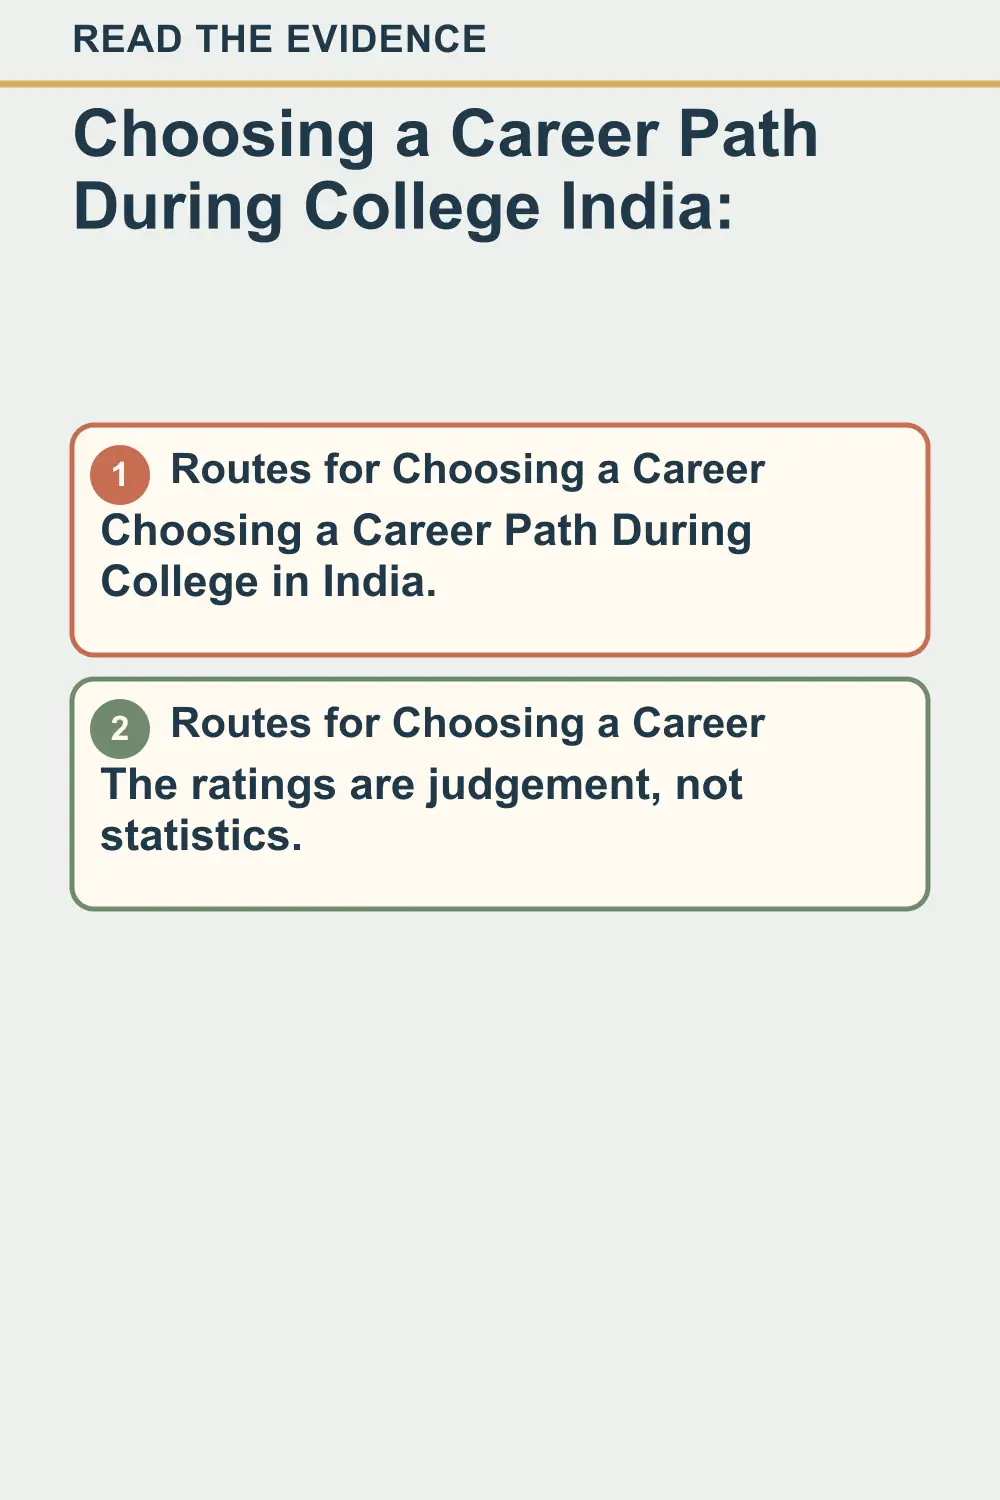 READ THE EVIDENCE
Choosing a Career Path
During College India:
1 Routes for Choosing a Career
Choosing a Career Path During
College in India.
2 Routes for Choosing a Career
The ratings are judgement, not
statistics.